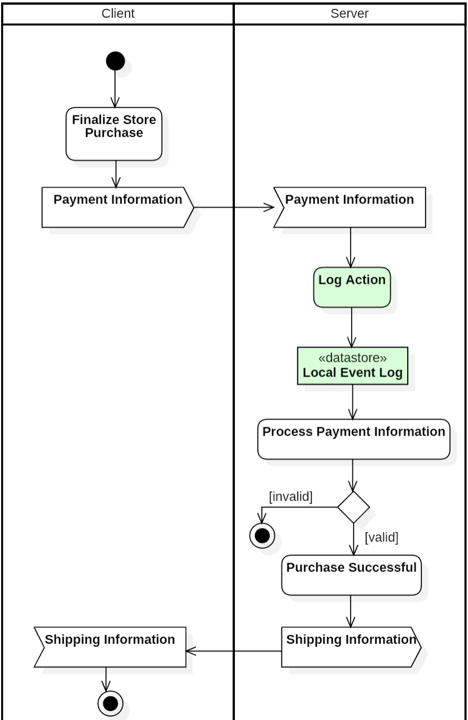 Client
Server
Finalize Store
Purchase
Payment Information
Payment Information
Log Action
«datastore»
Local Event Log
Process Payment Information
[invalid]
[valid]
Purchase Successful
Shipping Information
Shipping Information